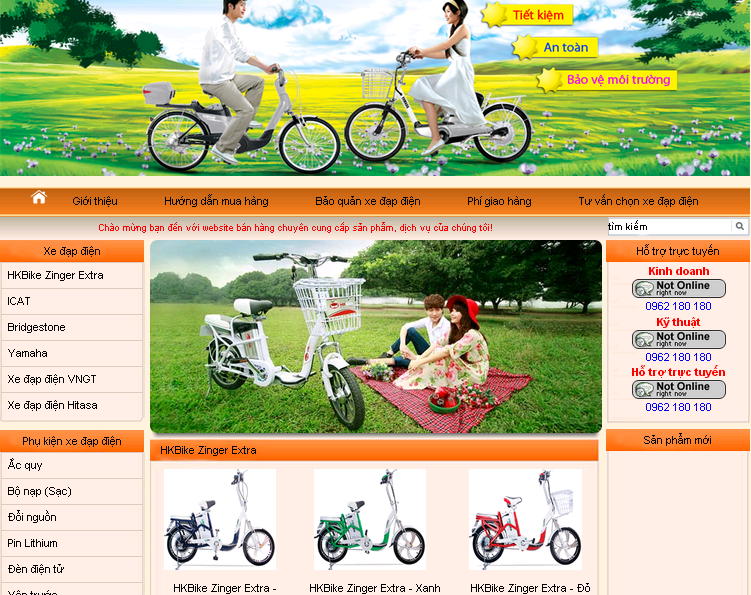 Tiết kiệm
An toàn
Bảo vệ môi trường
Giới thiệu
Hướng dẫn mua hàng
Bảo quản xe đạp điện
Phí giao hàng
Tư vấn chọn xe đạp điện
Chào mừng bạn đến với website bán hàng chuyên cung cấp sản phẩm, dịch vụ của chúng tôi!
tìm kiếm
Xe đạp điện
HKBike Zinger Extra
ICAT
Bridgestone
Yamaha
Xe đạp điện VNGT
Xe đạp điện Hitasa
Phụ kiện xe đạp điện
Ắc quy
Bộ nạp (Sạc)
Đổi nguồn
Pin Lithium
Đèn điện tử
HKBike Zinger Extra
HKBike Zinger Extra -
HKBike Zinger Extra - Xanh
HKBike Zinger Extra - Đỏ
Hỗ trợ trực tuyến
Kinh doanh
Not Online
right now
0962 180 180
Kỹ thuật
Not Online
right now
0962 180 180
Hỗ trợ trực tuyến
Not Online
right now
0962 180 180
Sản phẩm mới